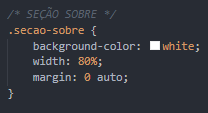 /* SEÇÃO SOBRE */
.secao-sobre {
    background-color: white;
    width: 80%;
    margin: 0 auto;
}